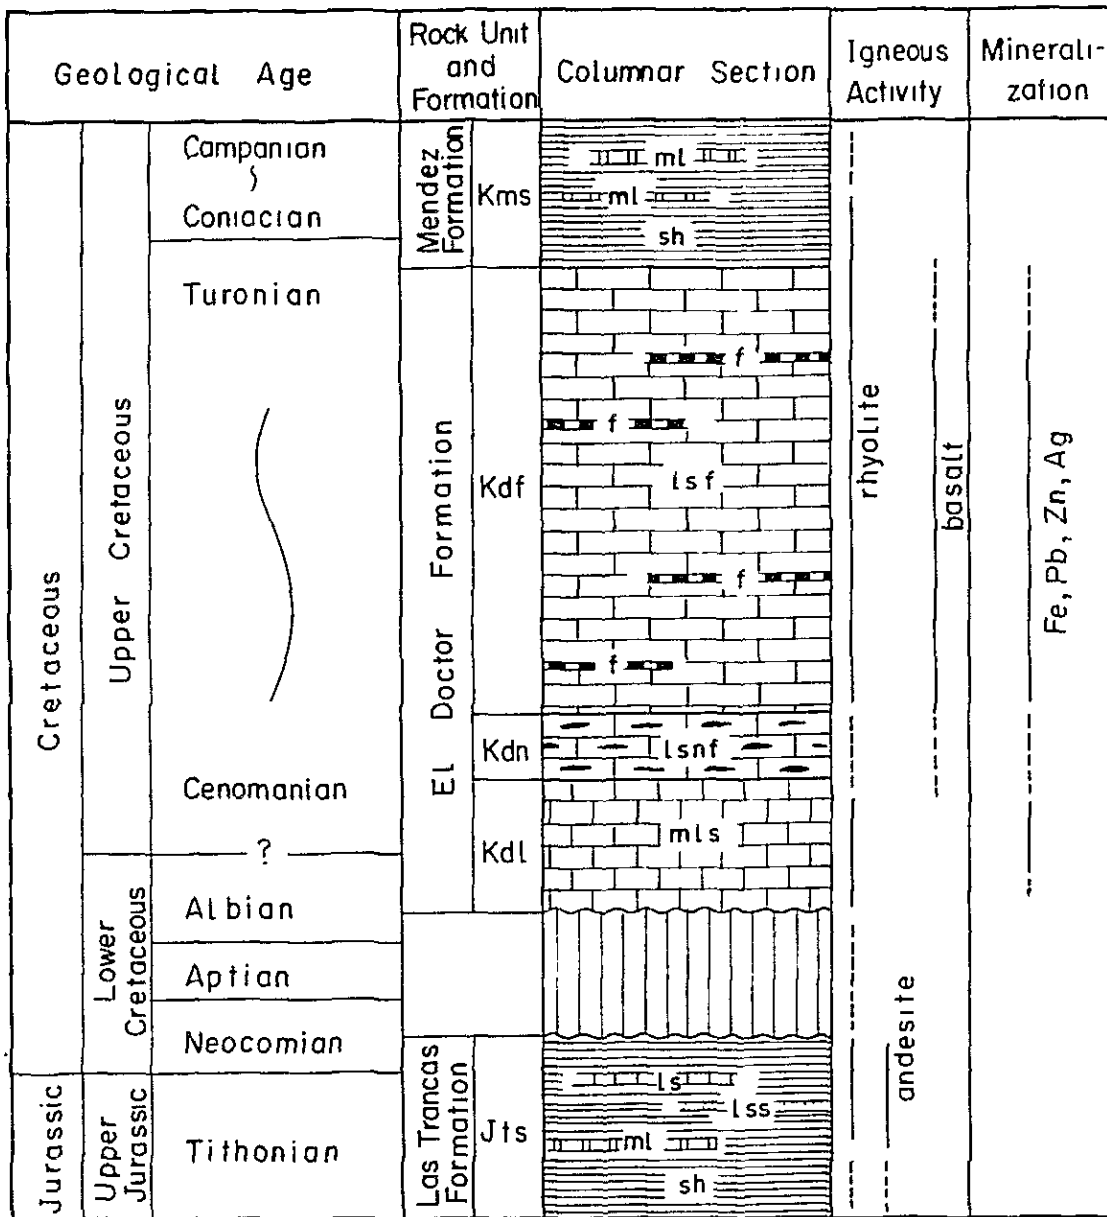 Geological Age
Rock Unit
and
Formation
Columnar Section
Igneous
Activity
Minerali-
zation
Cretaceous
Upper Cretaceous
Campanian
Coniacian
Turonian
Cenomanian
?
Lower
Cretaceous
Albian
Aptian
Neocomian
Jurassic
Upper
Jurassic
Tithonian
Mendez
Formation
Kms
El Doctor Formation
Kdf
Kdn
Kdl
Las Trancas
Formation
Jts
ml
ml
sh
f
f
lsf
f
f
lsnf
mls
ls
lss
ml
sh
rhyolite
basalt
andesite
Fe, Pb, Zn, Ag